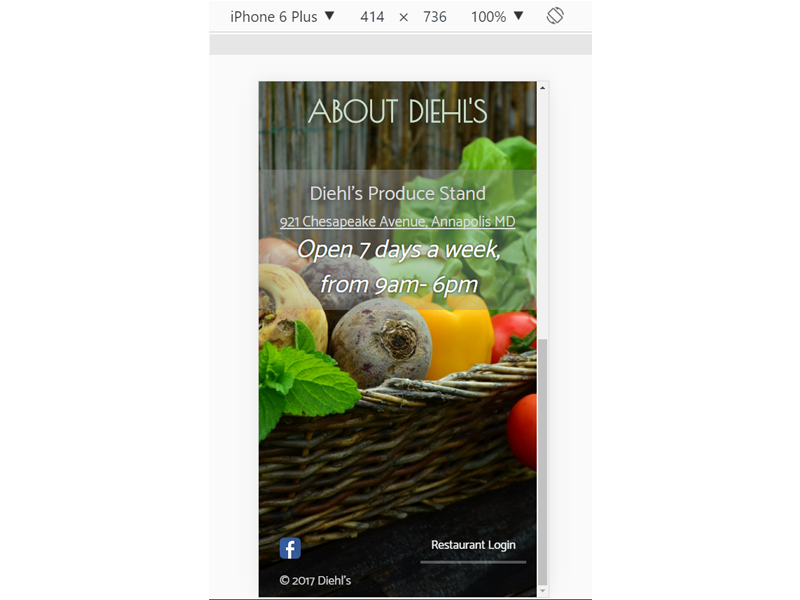 iPhone 6 Plus ▼ 414 × 736 100% ▼
ABOUT DIEHL'S
Diehl's Produce Stand
921 Chesapeake Avenue, Annapolis MD
Open 7 days a week,
from 9am- 6pm
f
Restaurant Login
© 2017 Diehl's